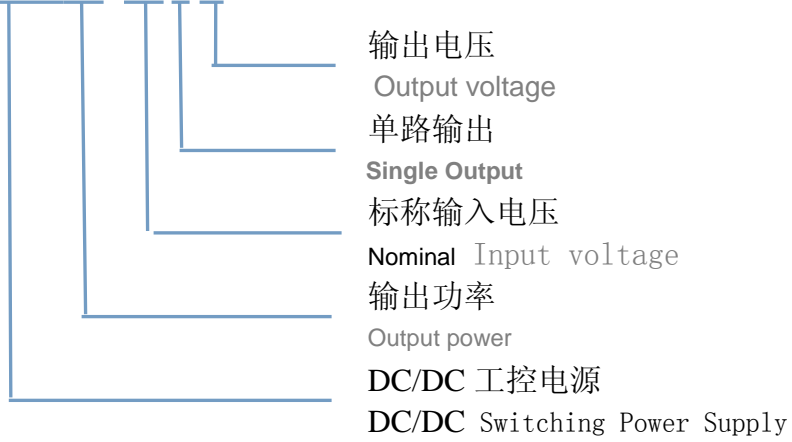 输出电压
Output voltage
单路输出
Single Output
标称输入电压
Nominal Input voltage
输出功率
Output power
DC/DC 工控电源
DC/DC Switching Power Supply